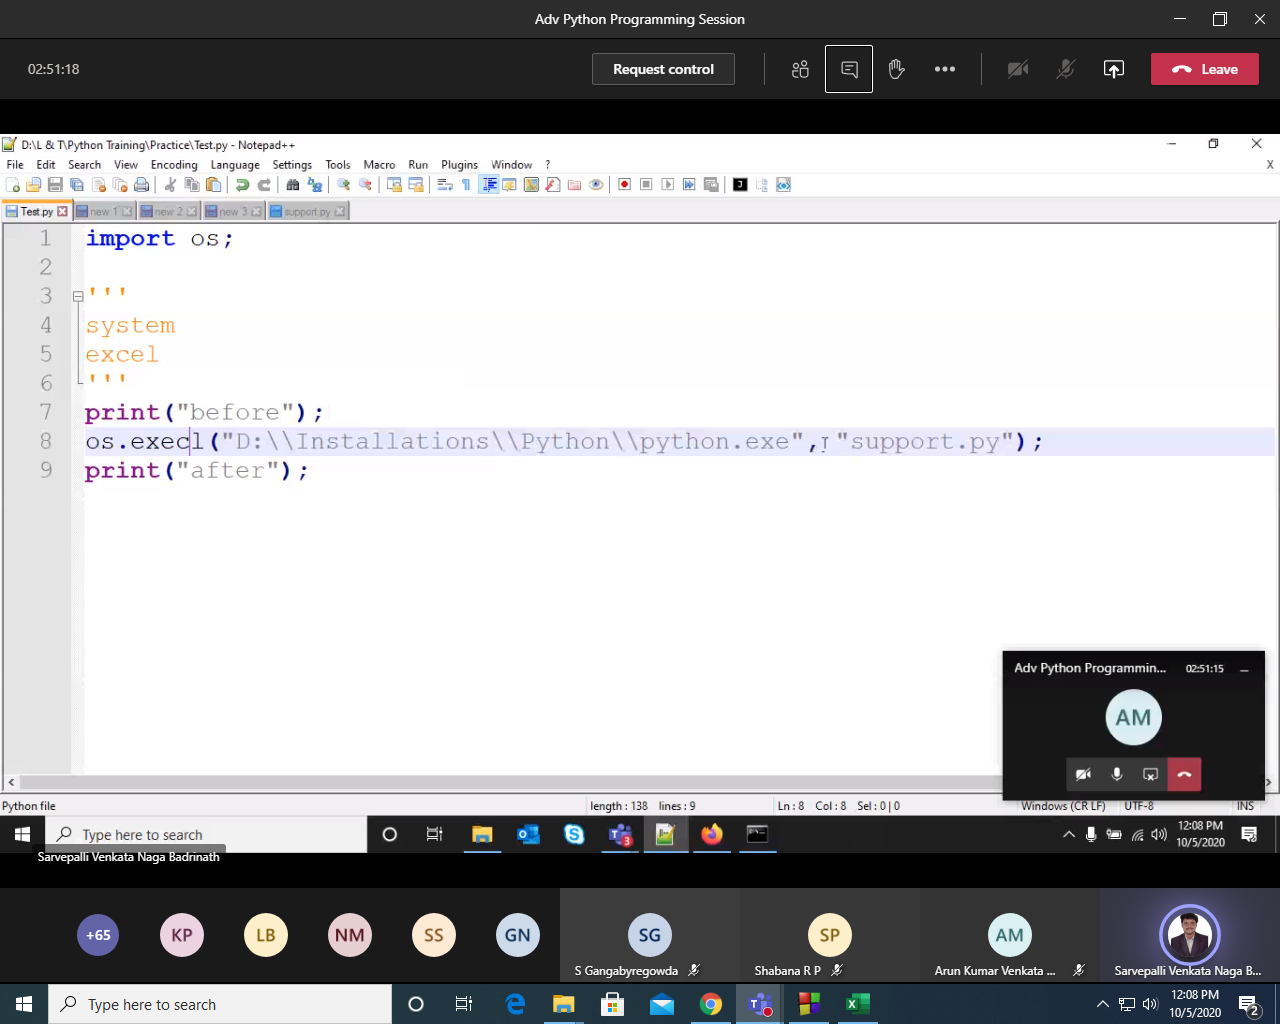 Adv Python Programming Session
02:51:18
Request control
Leave
D:\L & T\Python Training\Practice\Test.py - Notepad++
File Edit Search View Encoding Language Settings Tools Macro Run Plugins Window ? X
Test.py new 1 new 2 new 3 support.py
1 import os;
2
3 '''
4 system
5 excel
6 '''
7 print("before");
8 os.execl("D:\\Installations\\Python\\python.exe", "support.py");
9 print("after");
Adv Python Programmin... 02:51:15
AM
Python file length : 138 lines : 9 Ln : 8 Col : 8 Sel : 0 | 0 Windows (CR LF) UTF-8 INS
Type here to search
3
12:08 PM
10/5/2020
Sarvepalli Venkata Naga Badrinath
+65 KP LB NM SS GN SG SP AM
S Gangabyregowda Shabana R P Arun Kumar Venkata ... Sarvepalli Venkata Naga B...
Type here to search
12:08 PM
10/5/2020
2